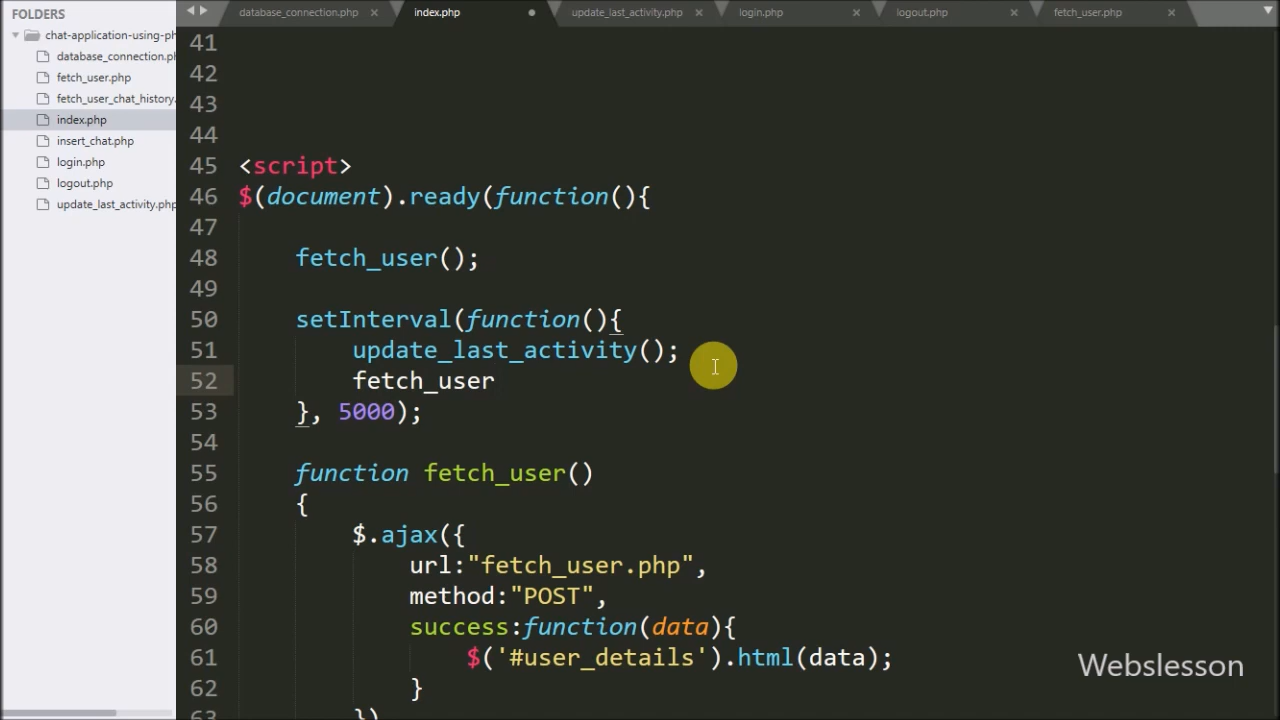 FOLDERS
chat-application-using-ph
database_connection.ph
fetch_user.php
fetch_user_chat_history.
index.php
insert_chat.php
login.php
logout.php
update_last_activity.php
database_connection.php
index.php
update_last_activity.php
login.php
logout.php
fetch_user.php
41
42
43
44
45 <script>
46 $(document).ready(function(){
47
48 fetch_user();
49
50 setInterval(function(){
51 update_last_activity();
52 fetch_user
53 }, 5000);
54
55 function fetch_user()
56 {
57 $.ajax({
58 url:"fetch_user.php",
59 method:"POST",
60 success:function(data){
61 $('#user_details').html(data);
62 }
63 })
Webslesson